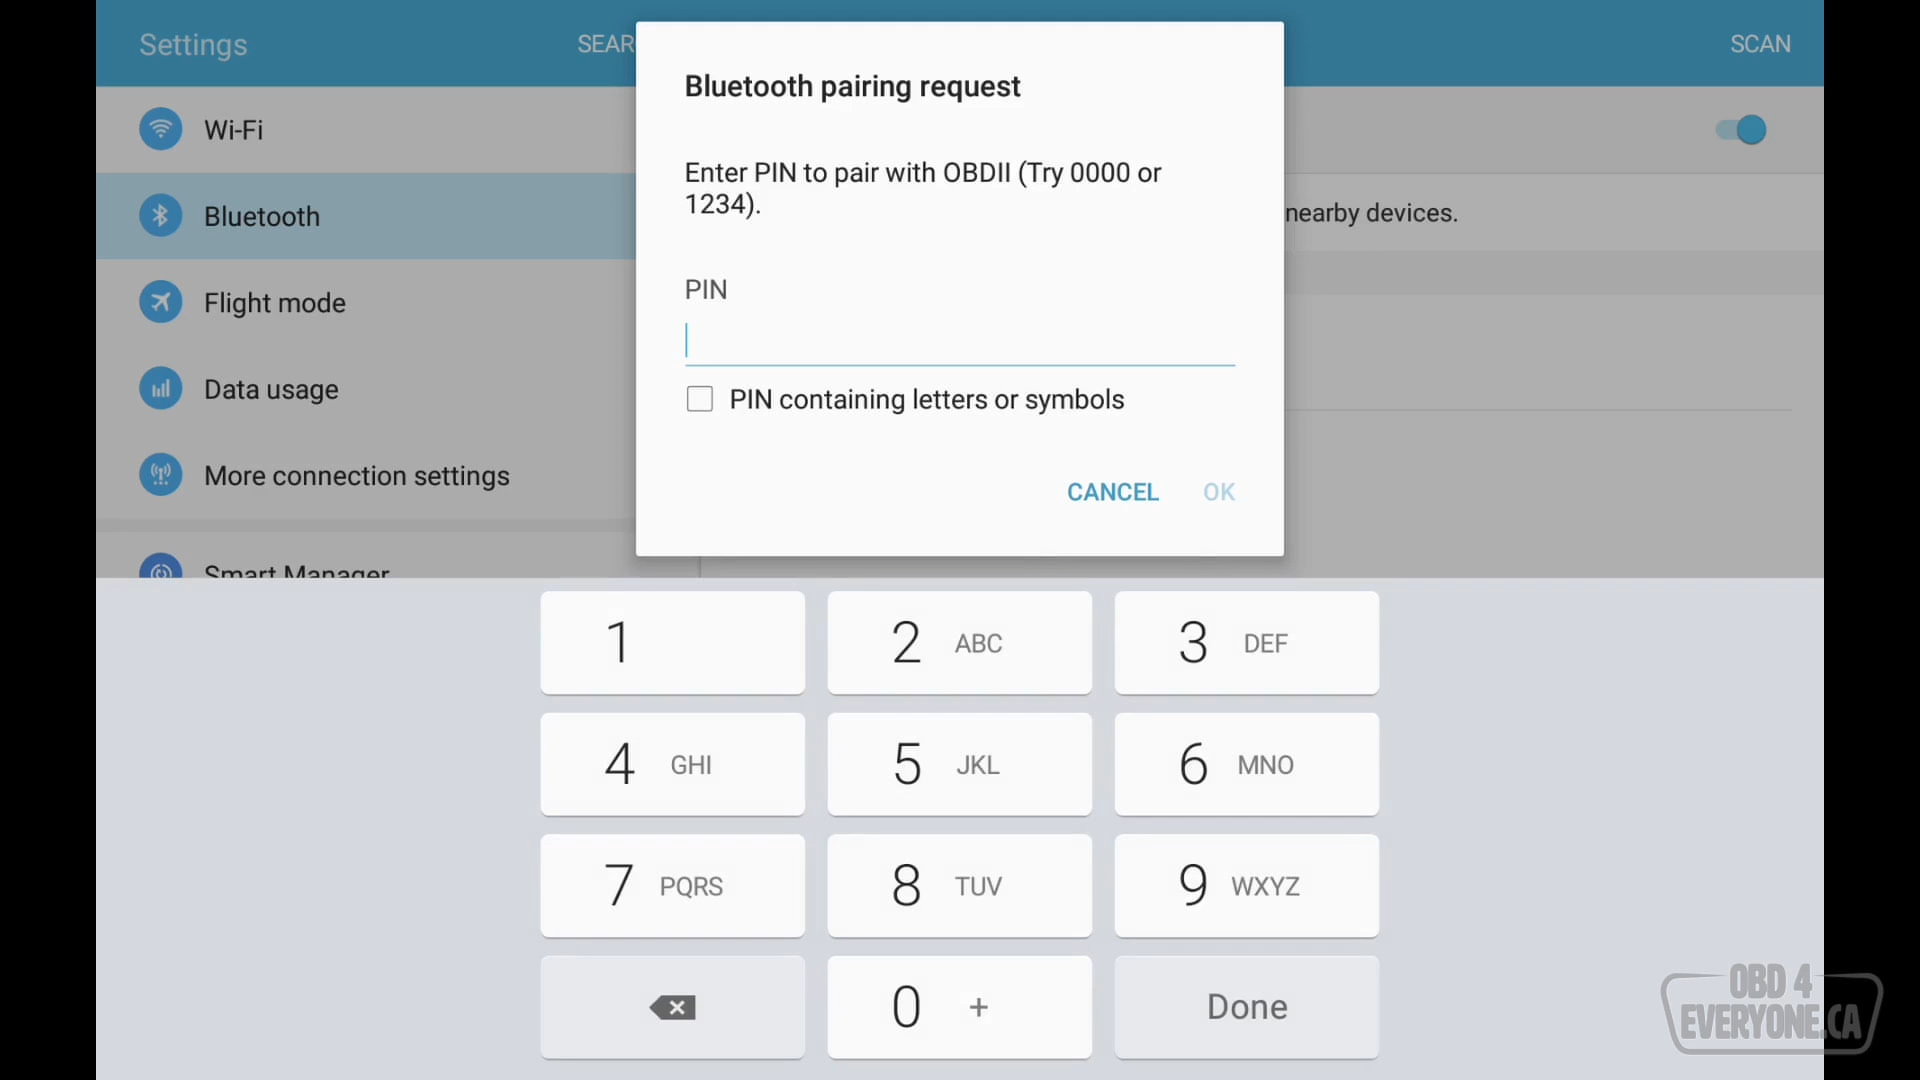 Settings
SEAR
SCAN
Bluetooth pairing request
Wi-Fi
Enter PIN to pair with OBDII (Try 0000 or
1234).
Bluetooth
nearby devices.
PIN
Flight mode
Data usage
PIN containing letters or symbols
More connection settings
CANCEL OK
Smart Manager
1
2 ABC
3 DEF
4 GHI
5 JKL
6 MNO
7 PQRS
8 TUV
9 WXYZ
0 +
Done
OBD 4
EVERYONE.CA